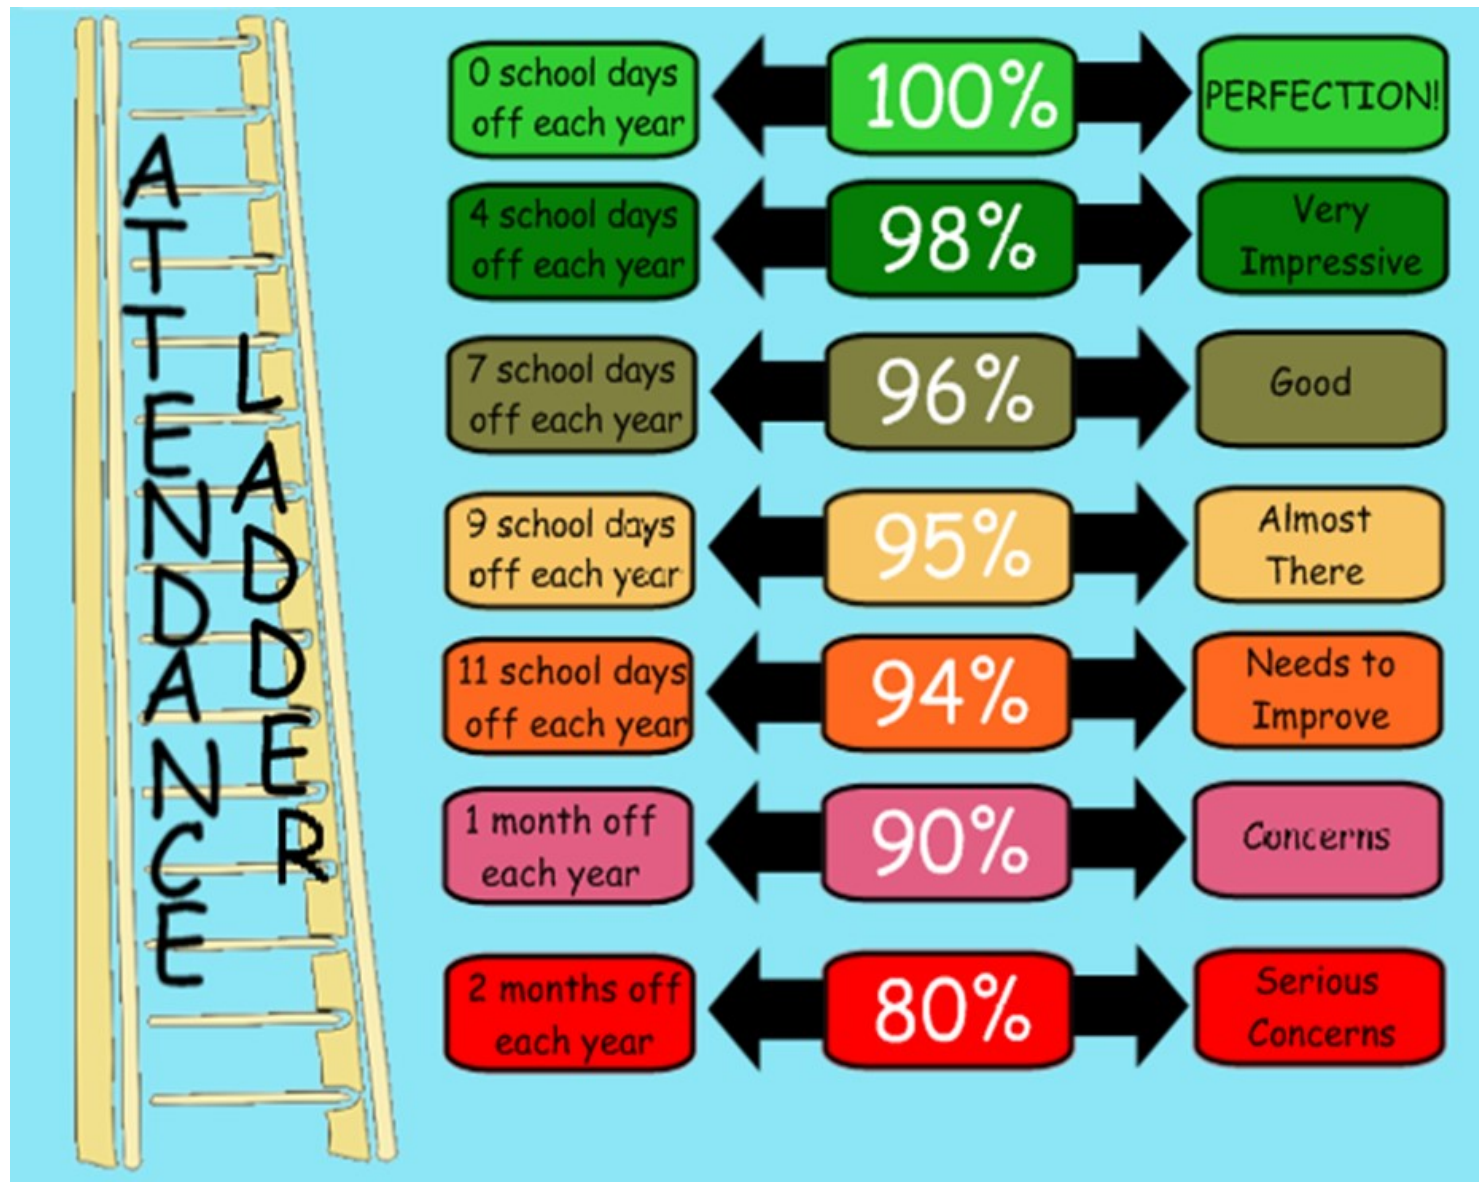 ATTENDANCE
LADDER
0 school days
off each year
100%
PERFECTION!
4 school days
off each year
98%
Very
Impressive
7 school days
off each year
96%
Good
9 school days
off each year
95%
Almost
There
11 school days
off each year
94%
Needs to
Improve
1 month off
each year
90%
Concerns
2 months off
each year
80%
Serious
Concerns